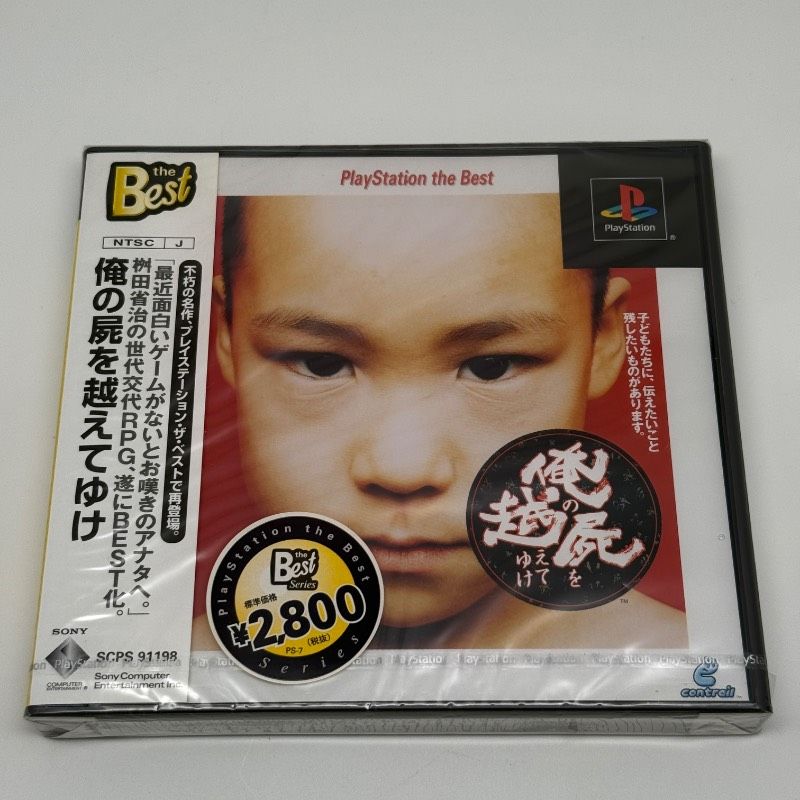 the
Best
NTSC J
不朽の名作、プレイステーション・ザ・ベストで再登場。
「最近面白いゲームがないとお嘆きのアナタへ。」
桝田省治の世代交代RPG、遂にBEST化。
俺の屍を越えてゆけ
SONY
COMPUTER
ENTERTAINMENT ®
SCPS 91198
Sony Computer
Entertainment Inc.
PlayStation the Best
PlayStation ®
子どもたちに、伝えたいこと
残したいものがあります。
俺の屍を
越えてゆけ
TM
PlayStation the Best
the
Best
Series
標準価格
¥2,800
(税抜)
PS-7
Series
PlayStation PlayStation PlayStation PlayStation
contrail